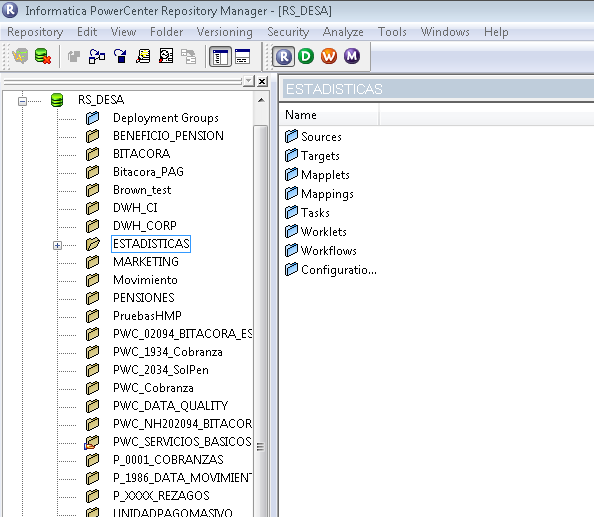 Informatica PowerCenter Repository Manager - [RS_DESA]
Repository Edit View Folder Versioning Security Analyze Tools Windows Help
R D W M
RS_DESA
Deployment Groups
BENEFICIO_PENSION
BITACORA
Bitacora_PAG
Brown_test
DWH_CI
DWH_CORP
ESTADISTICAS
MARKETING
Movimiento
PENSIONES
PruebasHMP
PWC_02094_BITACORA_ES
PWC_1934_Cobranza
PWC_2034_SolPen
PWC_Cobranza
PWC_DATA_QUALITY
PWC_NH202094_BITACOR
PWC_SERVICIOS_BASICOS
P_0001_COBRANZAS
P_1986_DATA_MOVIMIEN
P_XXXX_REZAGOS
UNIDADPAGOMASIVO
ESTADISTICAS
Name
Sources
Targets
Mapplets
Mappings
Tasks
Worklets
Workflows
Configuratio...